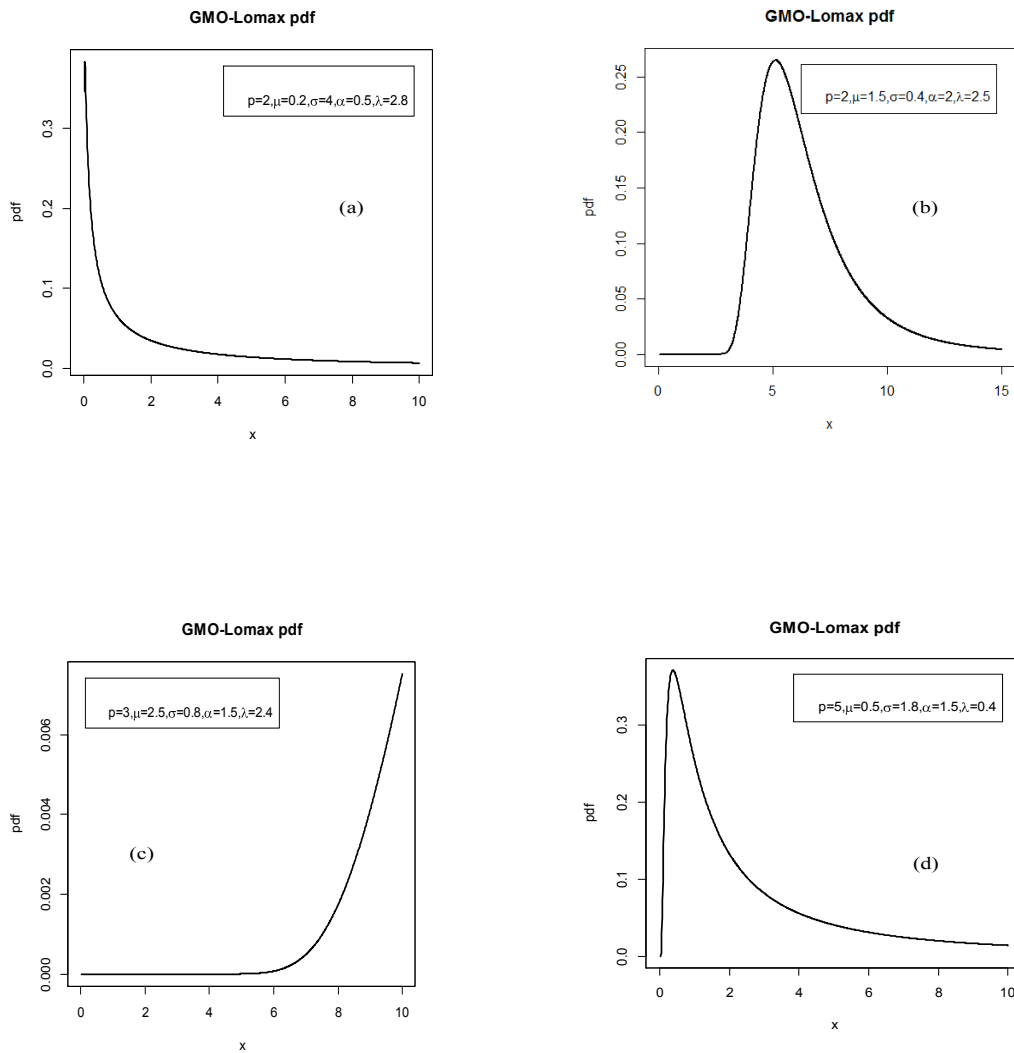 GMO-Lomax pdf
p=2,μ=0.2,σ=4,α=0.5,λ=2.8
(a)
pdf
0.0
0.1
0.2
0.3
0 2 4 6 8 10
x
GMO-Lomax pdf
p=2,μ=1.5,σ=0.4,α=2,λ=2.5
(b)
pdf
0.00
0.05
0.10
0.15
0.20
0.25
0 5 10 15
x
GMO-Lomax pdf
p=3,μ=2.5,σ=0.8,α=1.5,λ=2.4
(c)
pdf
0.000
0.002
0.004
0.006
0 2 4 6 8 10
x
GMO-Lomax pdf
p=5,μ=0.5,σ=1.8,α=1.5,λ=0.4
(d)
pdf
0.0
0.1
0.2
0.3
0 2 4 6 8 10
x